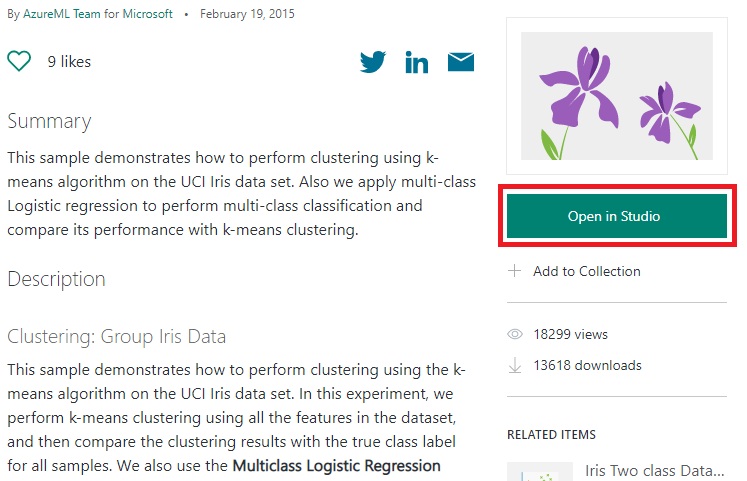 By AzureML Team for Microsoft • February 19, 2015
9 likes
Summary
This sample demonstrates how to perform clustering using k-
means algorithm on the UCI Iris data set. Also we apply multi-class
Logistic regression to perform multi-class classification and
compare its performance with k-means clustering.
Description
Clustering: Group Iris Data
This sample demonstrates how to perform clustering using the k-
means algorithm on the UCI Iris data set. In this experiment, we
perform k-means clustering using all the features in the dataset,
and then compare the clustering results with the true class label
for all samples. We also use the Multiclass Logistic Regression
Open in Studio
Add to Collection
18299 views
13618 downloads
RELATED ITEMS
Iris Two class Data...